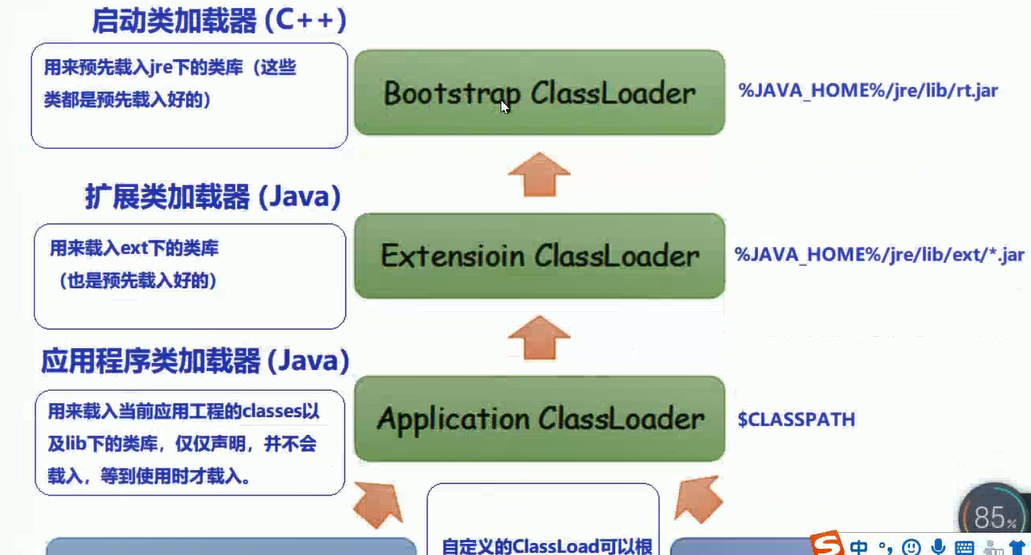 启动类加载器 (C++)
用来预先载入jre下的类库（这些
类都是预先载入好的）
Bootstrap ClassLoader
%JAVA_HOME%/jre/lib/rt.jar
扩展类加载器 (Java)
用来载入ext下的类库
（也是预先载入好的）
Extensioin ClassLoader
%JAVA_HOME%/jre/lib/ext/*.jar
应用程序类加载器 (Java)
用来载入当前应用工程的classes以
及lib下的类库，仅仅声明，并不会
载入，等到使用时才载入。
Application ClassLoader
$CLASSPATH
自定义的ClassLoad可以根
85%
S 中